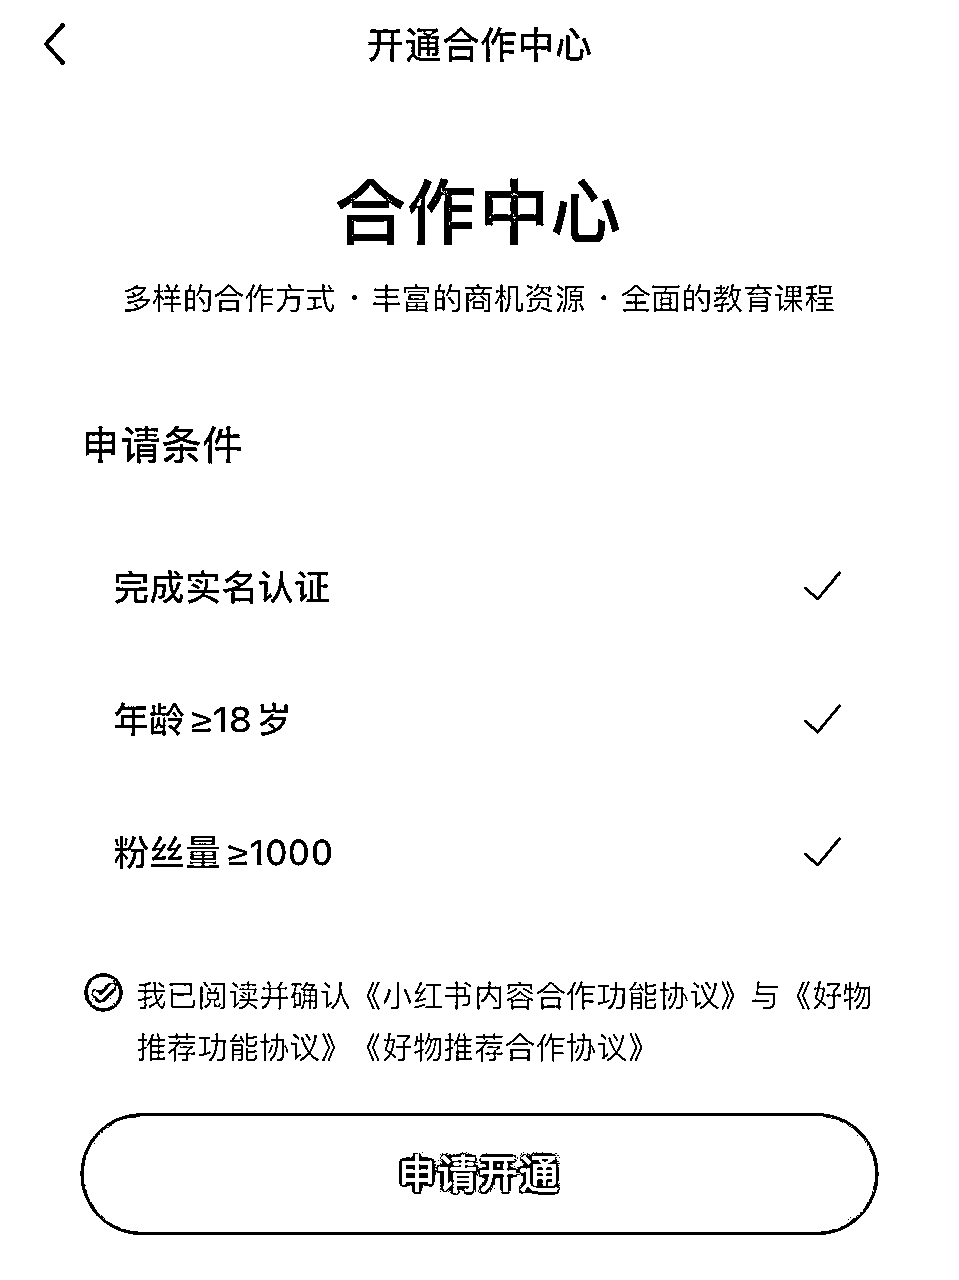 开通合作中心
合作中心
多样的合作方式 · 丰富的商机资源 · 全面的教育课程
申请条件
完成实名认证
年龄≥18岁
粉丝量≥1000
我已阅读并确认《小红书内容合作功能协议》与《好物
推荐功能协议》《好物推荐合作协议》
申请开通